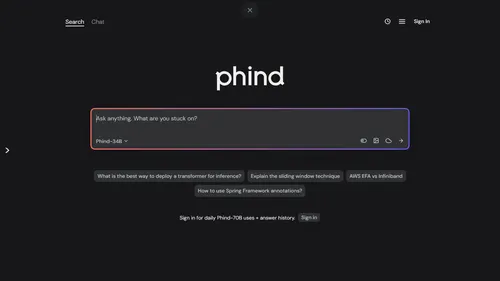 Search Chat Sign In
phind
Ask anything. What are you stuck on?
Phind-34B
What is the best way to deploy a transformer for inference? Explain the sliding window technique AWS EFA vs Infiniband
How to use Spring Framework annotations?
Sign in for daily Phind-70B uses + answer history. Sign in